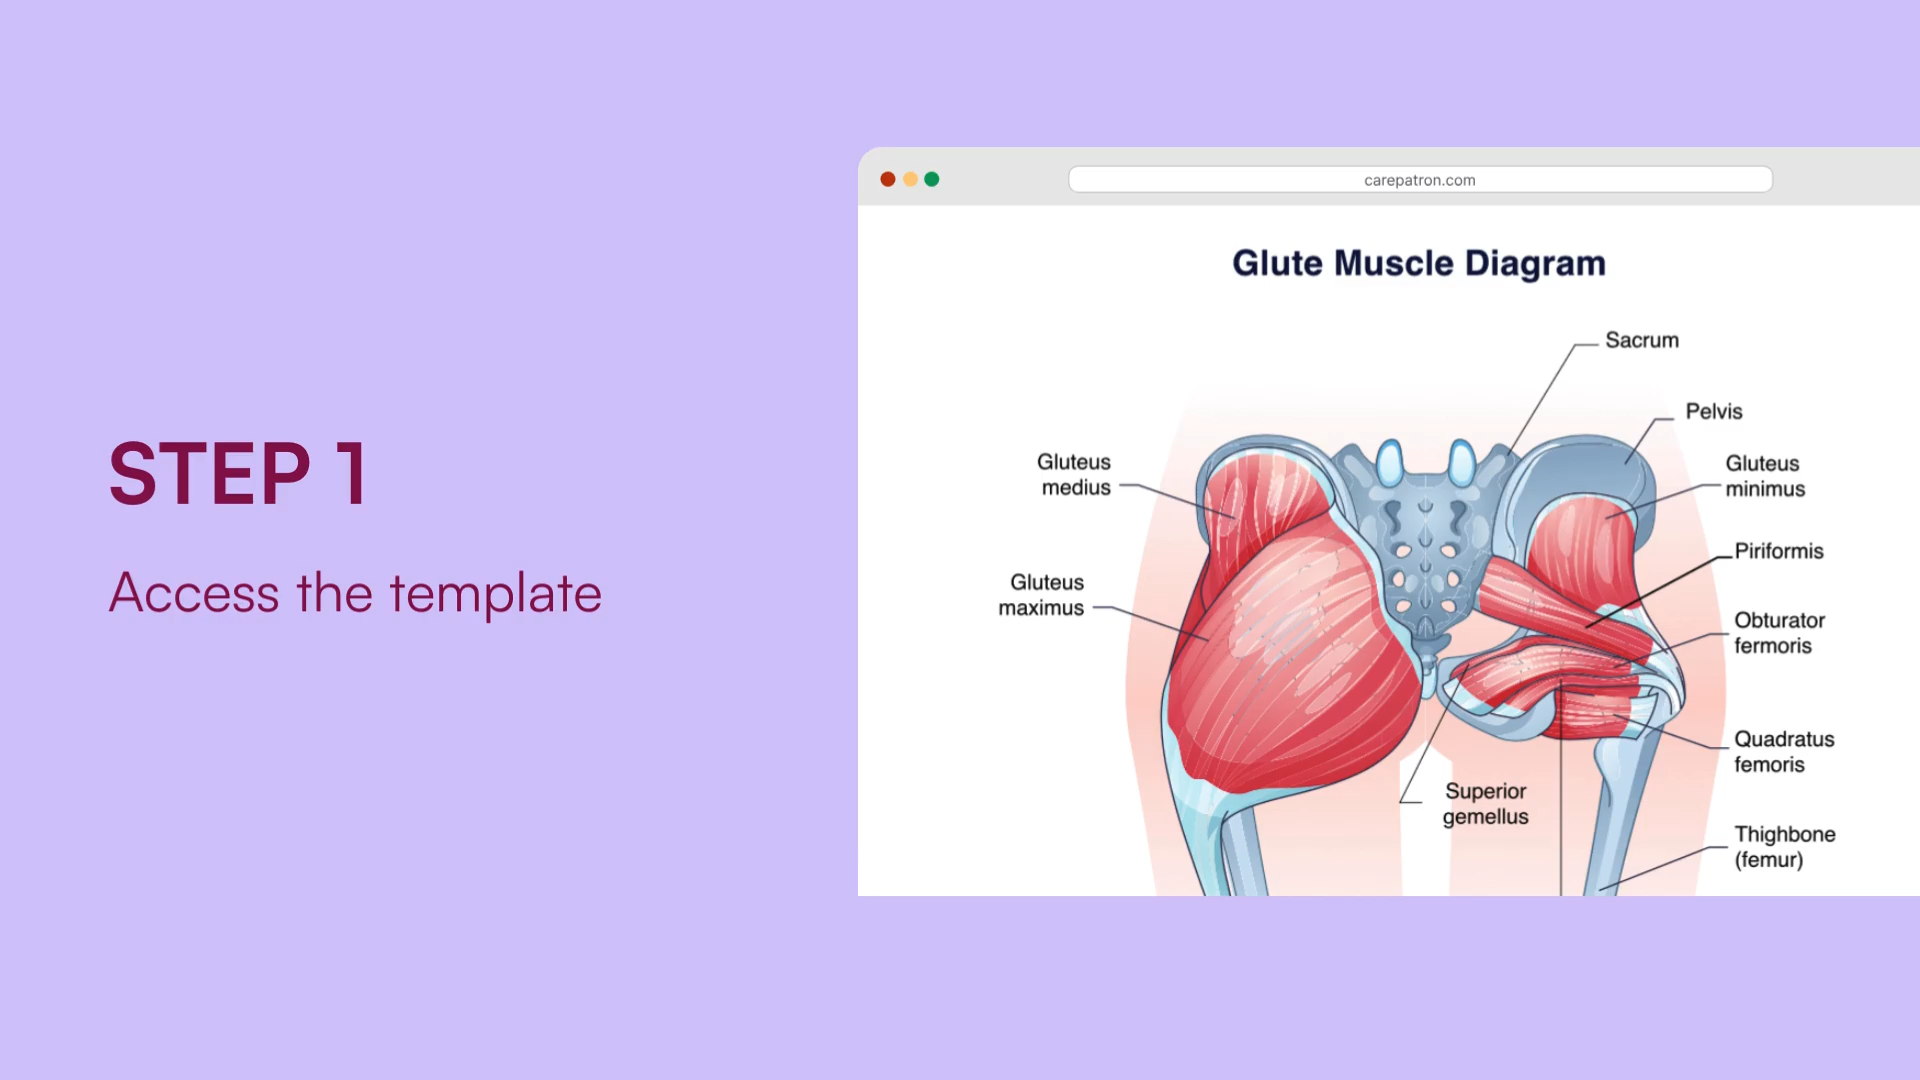 STEP 1
Access the template
carepatron.com
Glute Muscle Diagram
Sacrum
Pelvis
Gluteus
medius
Gluteus
minimus
Piriformis
Gluteus
maximus
Obturator
fermoris
Quadratus
femoris
Superior
gemellus
Thighbone
(femur)